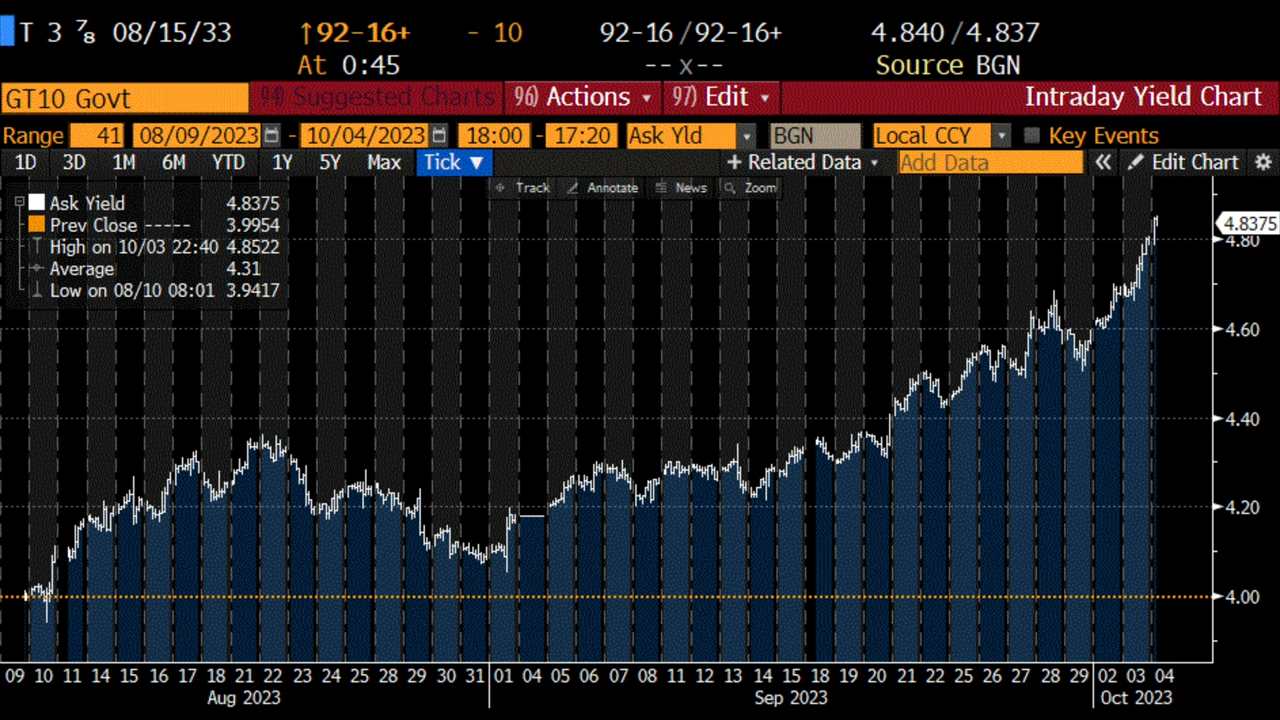 T 3 ⅞ 08/15/33 ↑92-16+ - 10 92-16/92-16+ 4.840/4.837
At 0:45 --x-- Source BGN
GT10 Govt 94) Suggested Charts 96) Actions 97) Edit Intraday Yield Chart
Range 41 08/09/2023 - 10/04/2023 18:00 - 17:20 Ask Yld BGN Local CCY Key Events
1D 3D 1M 6M YTD 1Y 5Y Max Tick ▼ + Related Data Add Data « Edit Chart
Track Annotate News Zoom
Ask Yield 4.8375
Prev Close ----- 3.9954
High on 10/03 22:40 4.8522
Average 4.31
Low on 08/10 08:01 3.9417
4.8375
4.80
4.60
4.40
4.20
4.00
09 10 11 14 15 16 17 18 21 22 23 24 25 28 29 30 31 01 04 05 06 07 08 11 12 13 14 15 18 19 20 21 22 25 26 27 28 29 02 03 04
Aug 2023 Sep 2023 Oct 2023